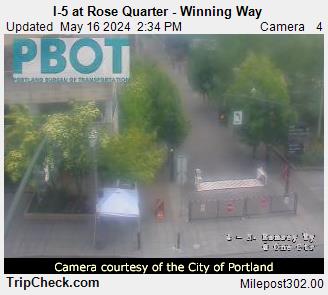 I-5 at Rose Quarter - Winning Way
Updated May 16 2024 2:34 PM Camera 4
PBOT
PORTLAND BUREAU OF TRANSPORTATION
Camera courtesy of the City of Portland
TripCheck.com Milepost302.00